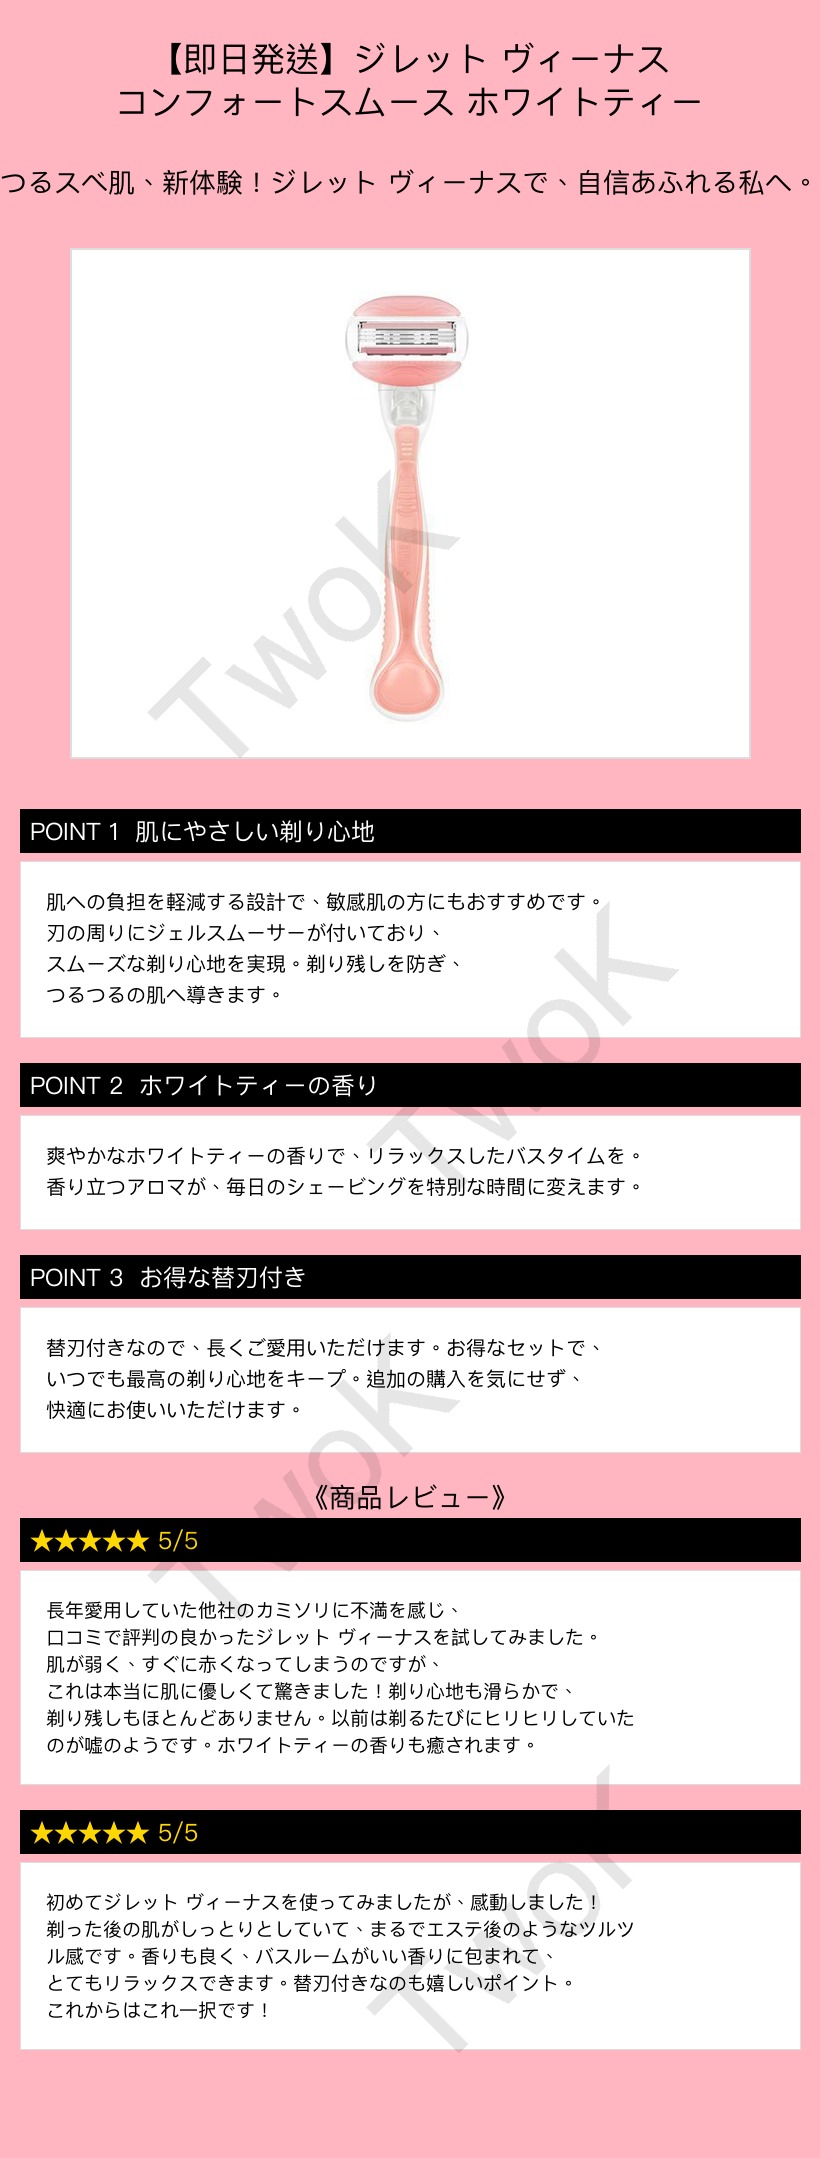 【即日発送】ジレット ヴィーナス
コンフォートスムース ホワイトティー
つるスベ肌、新体験！ジレット ヴィーナスで、自信あふれる私へ。
TwoK
POINT 1 肌にやさしい剃り心地
肌への負担を軽減する設計で、敏感肌の方にもおすすめです。
刃の周りにジェルスムーサーが付いており、
スムーズな剃り心地を実現。剃り残しを防ぎ、
つるつるの肌へ導きます。
TwoK
POINT 2 ホワイトティーの香り
爽やかなホワイトティーの香りで、リラックスしたバスタイムを。
香り立つアロマが、毎日のシェービングを特別な時間に変えます。
POINT 3 お得な替刃付き
替刃付きなので、長くご愛用いただけます。お得なセットで、
いつでも最高の剃り心地をキープ。追加の購入を気にせず、
快適にお使いいただけます。
TwoK
《商品レビュー》
★★★★★ 5/5
長年愛用していた他社のカミソリに不満を感じ、
口コミで評判の良かったジレット ヴィーナスを試してみました。
肌が弱く、すぐに赤くなってしまうのですが、
これは本当に肌に優しくて驚きました！剃り心地も滑らかで、
剃り残しもほとんどありません。以前は剃るたびにヒリヒリしていた
のが嘘のようです。ホワイトティーの香りも癒されます。
★★★★★ 5/5
初めてジレット ヴィーナスを使ってみましたが、感動しました！
剃った後の肌がしっとりとしていて、まるでエステ後のようなツルツ
ル感です。香りも良く、バスルームがいい香りに包まれて、
とてもリラックスできます。替刃付きなのも嬉しいポイント。
これからはこれ一択です！
TwoK